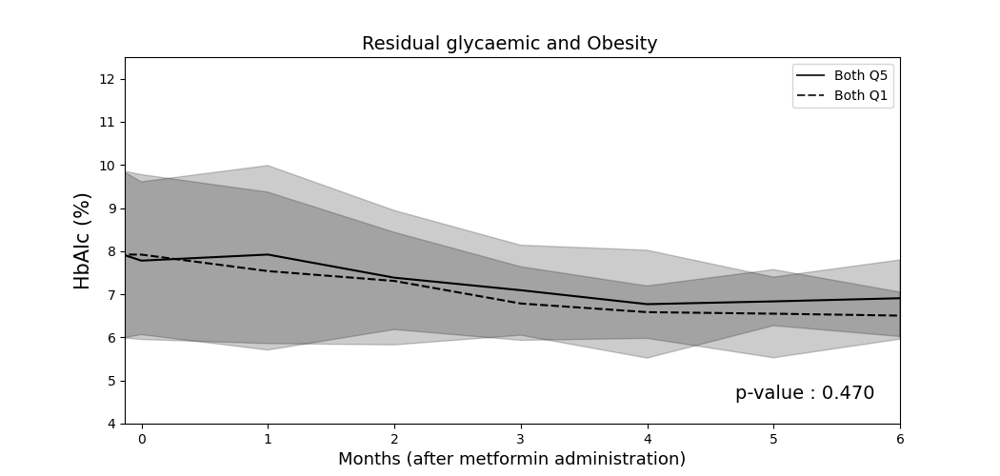 Residual glycaemic and Obesity
Both Q5
Both Q1
HbAlc (%)
12
11
10
9
8
7
6
5
4
p-value : 0.470
0 1 2 3 4 5 6
Months (after metformin administration)